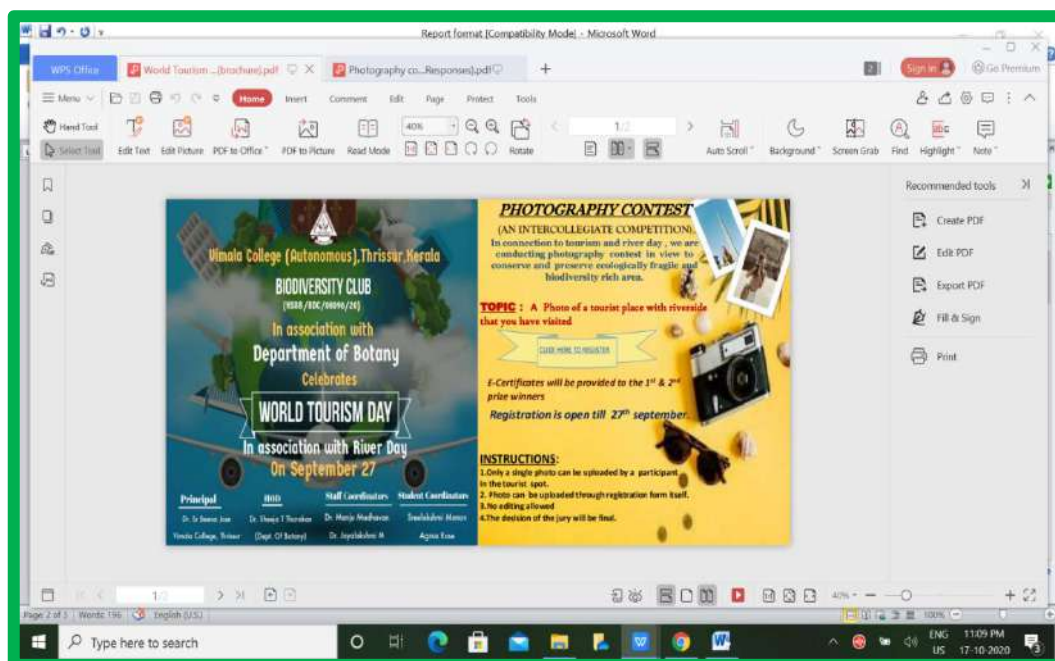 Report format [Compatibility Mode] - Microsoft Word
WPS Office
World Tourism ...(brochure).pdf
Photography co...Responses).pdf
+
2
Sign in
Go Premium
Menu
Home
Insert
Comment
Edit
Page
Protect
Tools
Hand Tool
Select Tool
Edit Text
Edit Picture
PDF to Office
PDF to Picture
Read Mode
40%
Rotate
1/2
Auto Scroll
Background
Screen Grab
Find
Highlight
Note
Recommended tools
Create PDF
Edit PDF
Export PDF
Fill & Sign
Print
Vimala College (Autonomous),Thrissur,Kerala
BIODIVERSITY CLUB
In association with
Department of Botany
Celebrates
WORLD TOURISM DAY
In association with River Day
On September 27
Principal
HOD
Staff Coordinators
Student Coordinators
Dr. Manju Madhavan
Vimala College, Thrissur
(Dept. Of Botany)
Dr. Jayalakshmi M
PHOTOGRAPHY CONTEST
(AN INTERCOLLEGIATE COMPETITION).
In connection to tourism and river day , we are
conducting photography contest in view to
conserve and preserve ecologically fragile and
biodiversity rich area.
TOPIC : A Photo of a tourist place with riverside
that you have visited
CLICK HERE TO REGISTER
E-Certificates will be provided to the 1st & 2nd
prize winners
Registration is open till 27th september.
INSTRUCTIONS:
1.Only a single photo can be uploaded by a participant
in the tourist spot.
2. Photo can be uploaded through registration form itself.
3.No editing allowed
4.The decision of the jury will be final.
1/2
40%
Page 2 of 3
Words: 196
English (U.S.)
100%
Type here to search
ENG
US
11:09 PM
17-10-2020
3